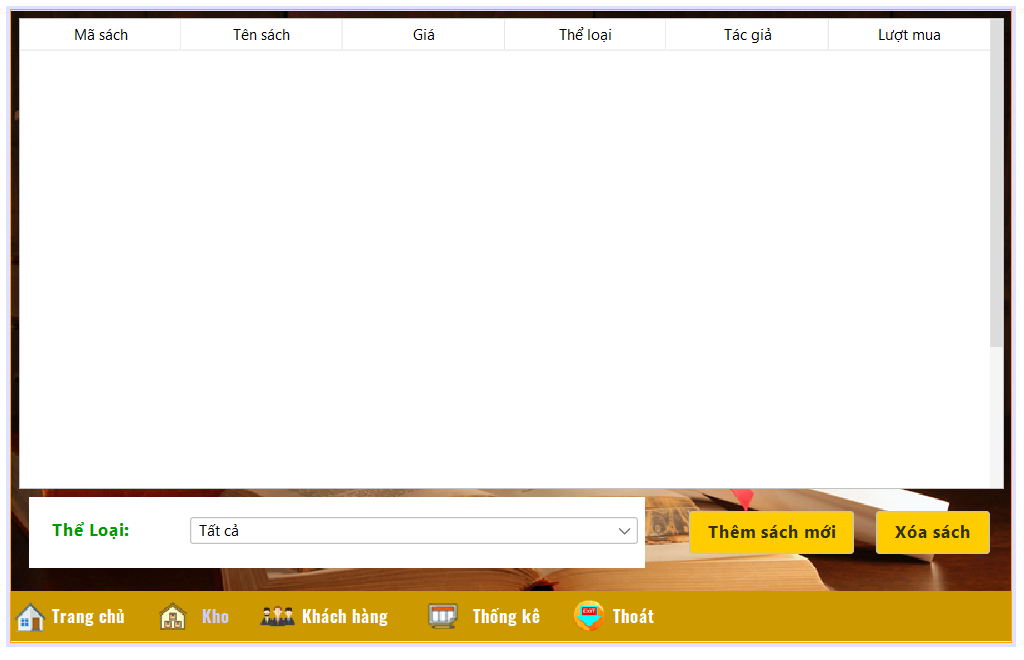 Mã sách Tên sách Giá Thể loại Tác giả Lượt mua
Thể Loại: Tất cả Thêm sách mới Xóa sách
Trang chủ Kho Khách hàng Thống kê EXIT Thoát